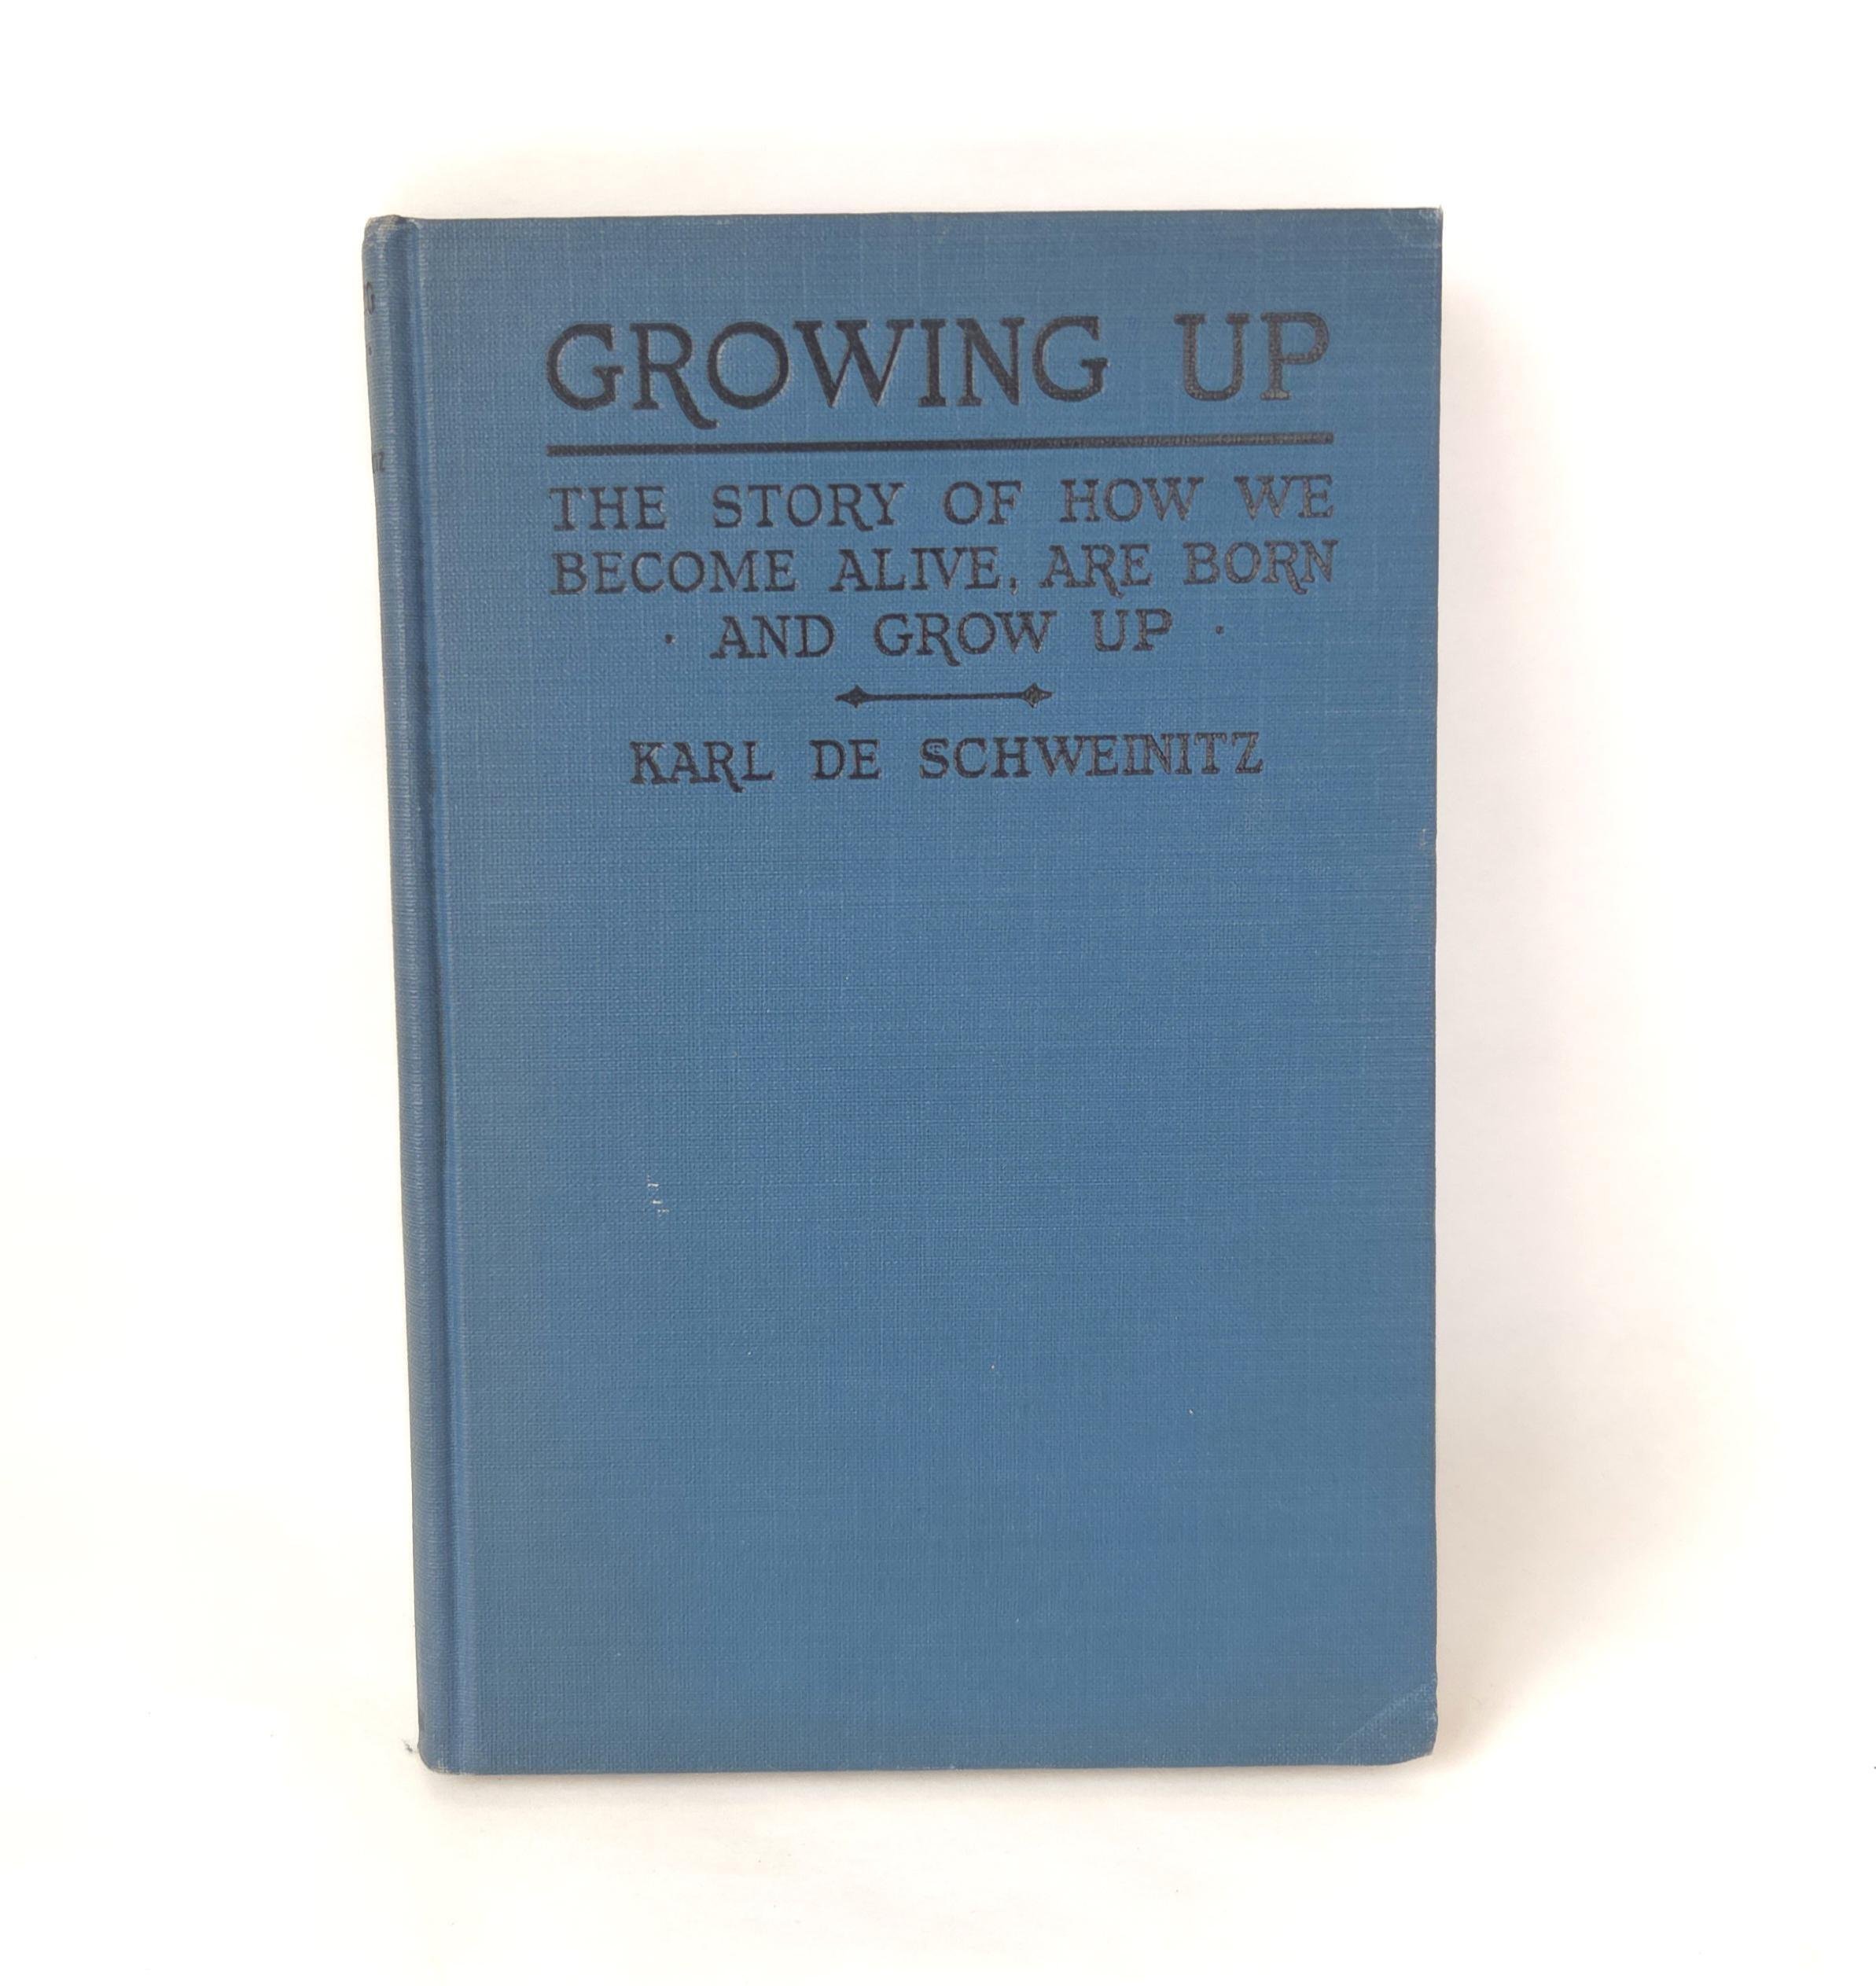 GROWING UP
THE STORY OF HOW WE
BECOME ALIVE, ARE BORN
· AND GROW UP ·
KARL DE SCHWEINITZ